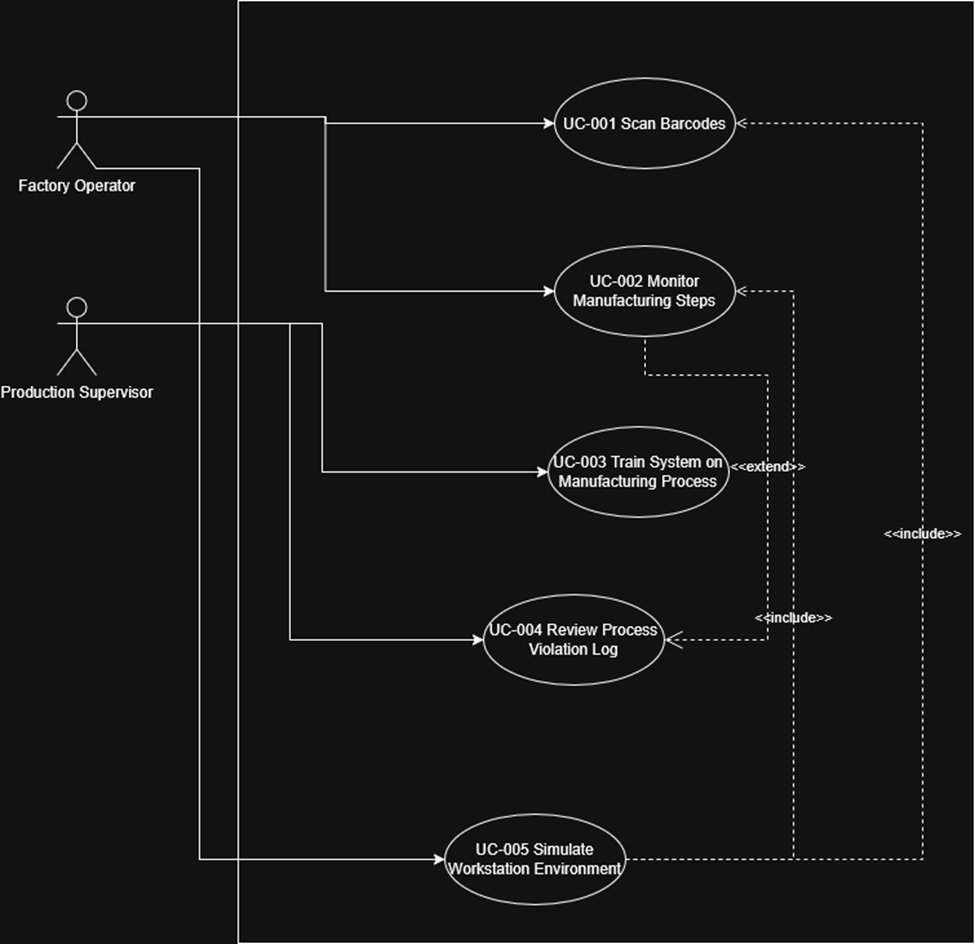 UC-001 Scan Barcodes
Factory Operator
UC-002 Monitor
Manufacturing Steps
Production Supervisor
UC-003 Train System on
Manufacturing Process
<<extend>>
<<include>>
<<include>>
UC-004 Review Process
Violation Log
UC-005 Simulate
Workstation Environment